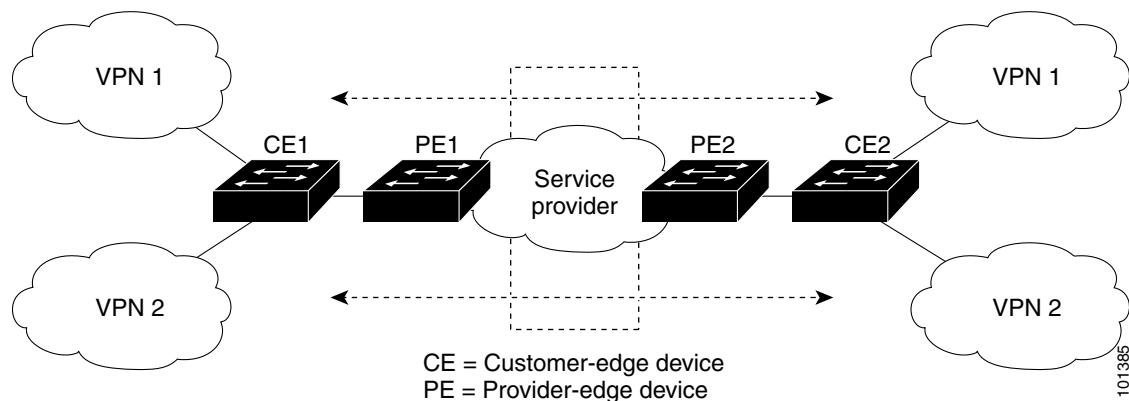 VPN 1
VPN 1
CE1
PE1
PE2
CE2
Service
provider
VPN 2
VPN 2
CE = Customer-edge device
PE = Provider-edge device
101385